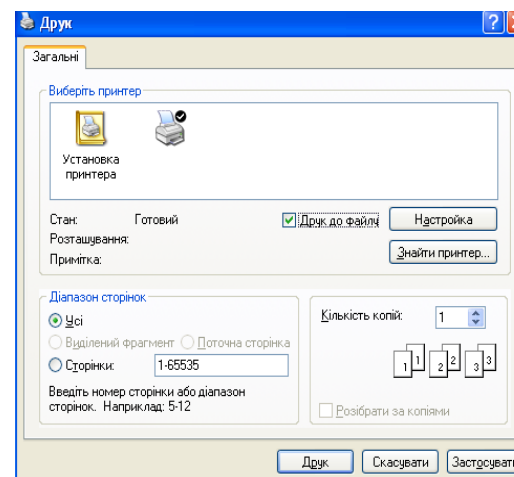 Друк
Загальні
Виберіть принтер
Установка
принтера
Стан: Готовий
Друк до файлу
Настройка
Розташування:
Примітка:
Знайти принтер...
Діапазон сторінок
Усі
Виділений фрагмент Поточна сторінка
Сторінки: 1-65535
Введіть номер сторінки або діапазон
сторінок. Наприклад: 5-12
Кількість копій: 1
1 1 2 2 3 3
Розібрати за копіями
Друк Скасувати Застосувати